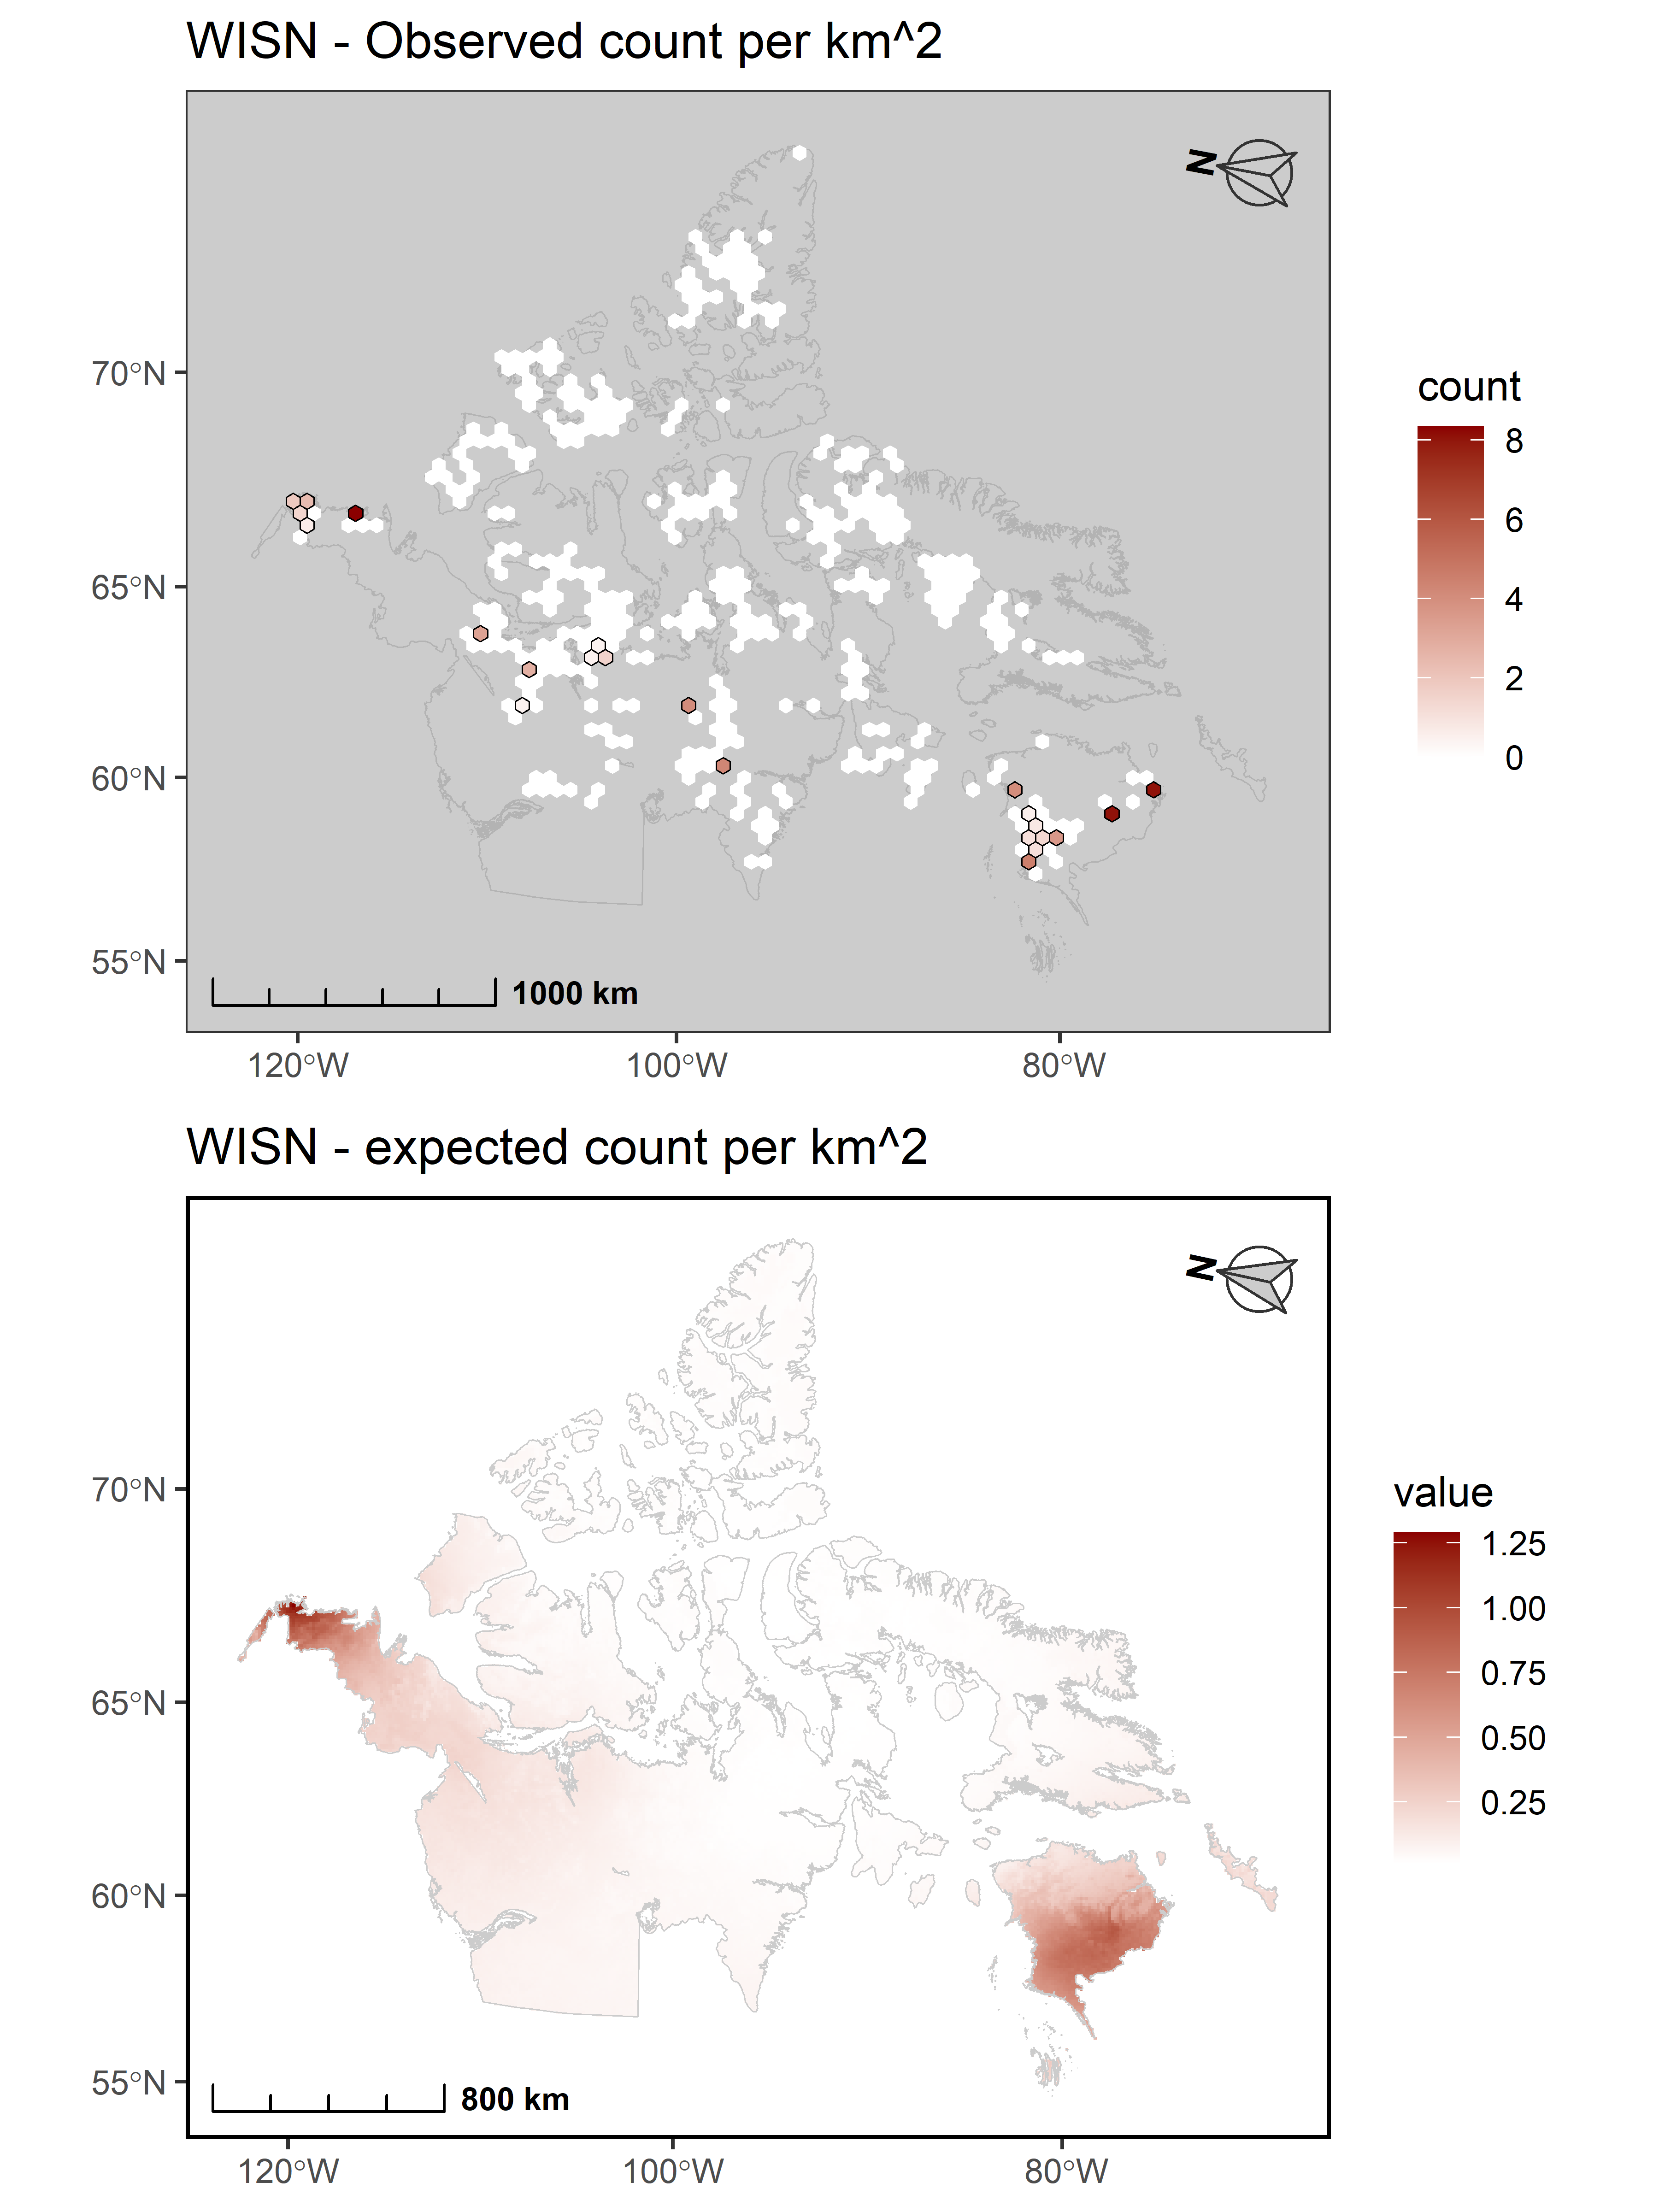 WISN - Observed count per km^2
N
70°N
65°N
60°N
55°N
1000 km
120°W
100°W
80°W
count
8
6
4
2
0
WISN - expected count per km^2
N
70°N
65°N
60°N
55°N
800 km
120°W
100°W
80°W
value
1.25
1.00
0.75
0.50
0.25